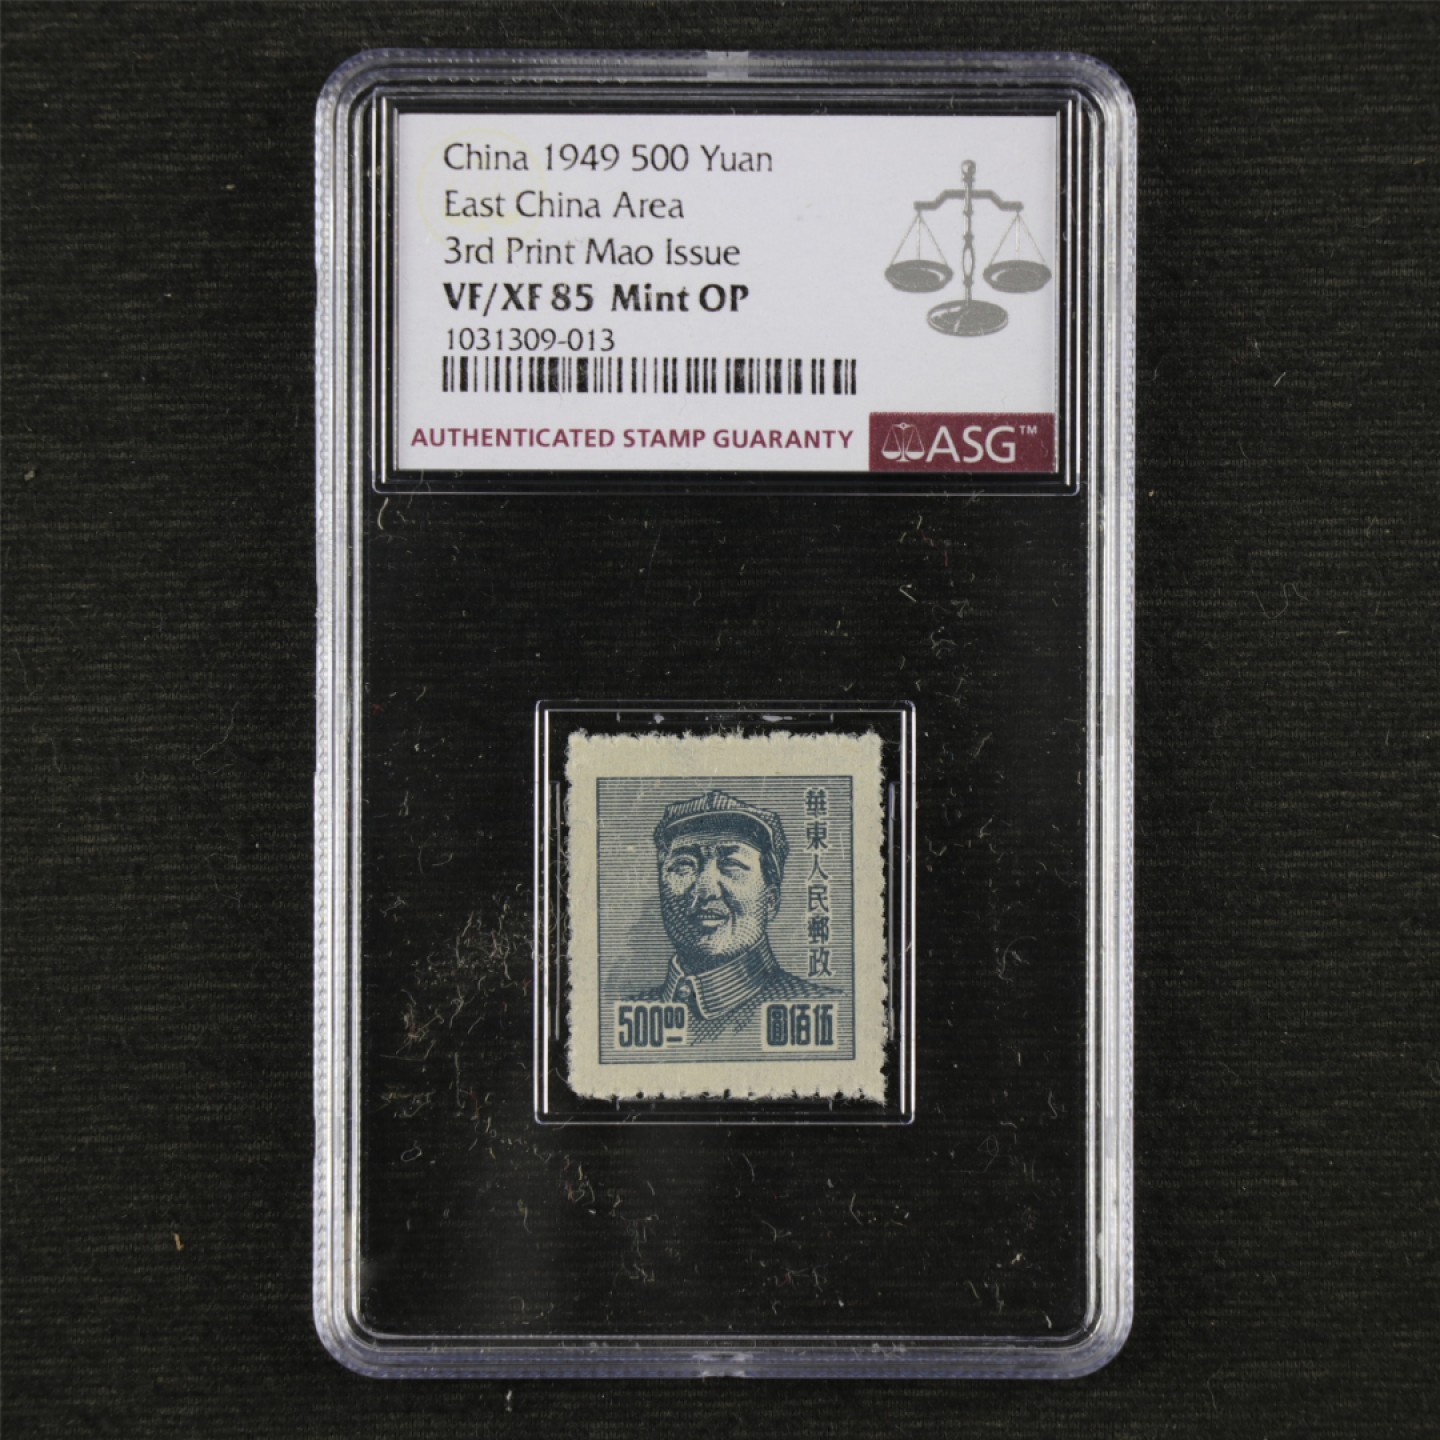 China 1949 500 Yuan
East China Area
3rd Print Mao Issue
VF/XF 85 Mint OP
1031309-013
AUTHENTICATED STAMP GUARANTY
ASG™
華東人民郵政
500.00
圓佰伍